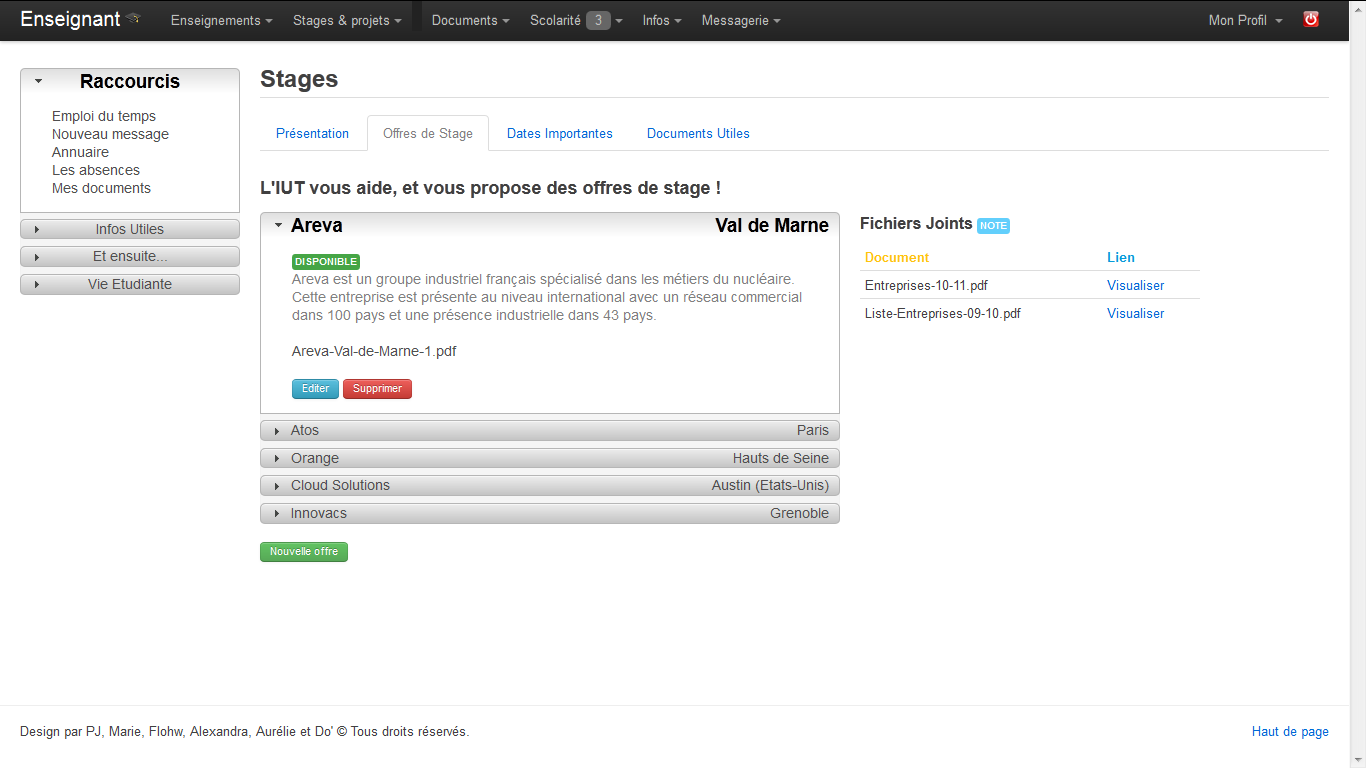 Enseignant Enseignements Stages & projets Documents Scolarité 3 Infos Messagerie Mon Profil
Raccourcis
Emploi du temps
Nouveau message
Annuaire
Les absences
Mes documents
Infos Utiles
Et ensuite...
Vie Etudiante
Stages
Présentation Offres de Stage Dates Importantes Documents Utiles
L'IUT vous aide, et vous propose des offres de stage !
Areva Val de Marne
DISPONIBLE
Areva est un groupe industriel français spécialisé dans les métiers du nucléaire.
Cette entreprise est présente au niveau international avec un réseau commercial
dans 100 pays et une présence industrielle dans 43 pays.
Areva-Val-de-Marne-1.pdf
Editer Supprimer
Atos Paris
Orange Hauts de Seine
Cloud Solutions Austin (Etats-Unis)
Innovacs Grenoble
Nouvelle offre
Fichiers Joints NOTE
Document Lien
Entreprises-10-11.pdf Visualiser
Liste-Entreprises-09-10.pdf Visualiser
Design par PJ, Marie, Flohw, Alexandra, Aurélie et Do' © Tous droits réservés. Haut de page